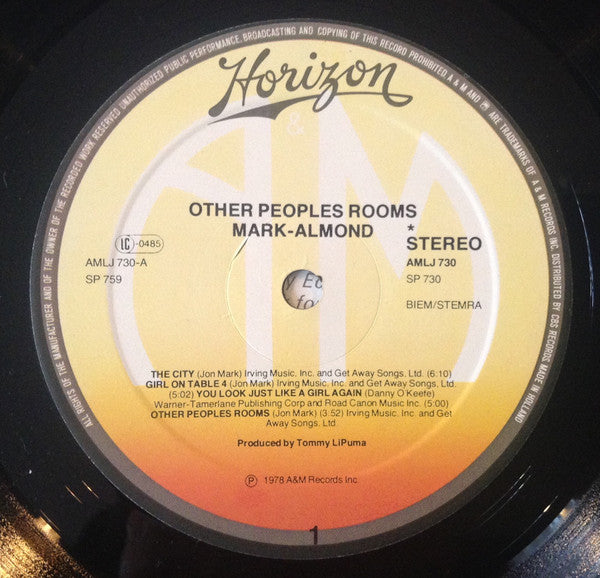 ALL RIGHTS OF THE MANUFACTURER AND OF THE OWNER OF THE RECORDED WORK RESERVED UNAUTHORIZED PUBLIC PERFORMANCE, BROADCASTING AND COPYING OF THIS RECORD PROHIBITED A & M AND ARE TRADEMARKS OF A & M RECORDS INC. DISTRIBUTED BY CBS RECORDS. MADE IN HOLLAND
Horizon
&
A M
OTHER PEOPLES ROOMS
MARK-ALMOND
*
STEREO
LC -0485
AMLJ 730-A
AMLJ 730
SP 759
SP 730
BIEM/STEMRA
THE CITY (Jon Mark) Irving Music. Inc. and Get Away Songs. Ltd. (6:10)
GIRL ON TABLE 4 (Jon Mark) Irving Music. Inc. and Get Away Songs. Ltd.
(5:02) YOU LOOK JUST LIKE A GIRL AGAIN (Danny O'Keefe)
Warner-Tamerlane Publishing Corp and Road Canon Music Inc. (5:00)
OTHER PEOPLES ROOMS (Jon Mark) (3:52) Irving Music. Inc. and Get
Away Songs. Ltd.
Produced by Tommy LiPuma
℗ 1978 A&M Records Inc.
1